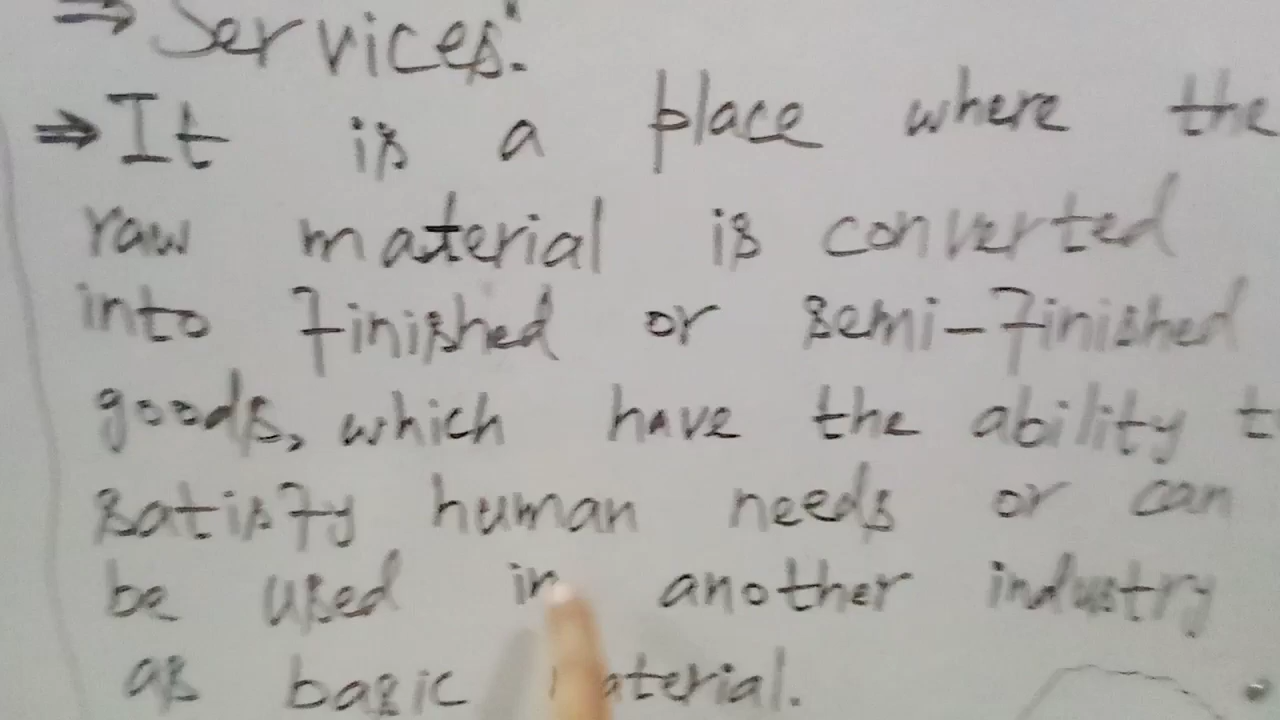 ⇒ Services.
⇒ It is a place where the
raw material is converted
into finished or semi-finished
goods, which have the ability t
satisfy human needs or can
be used in another industry
as basic material.